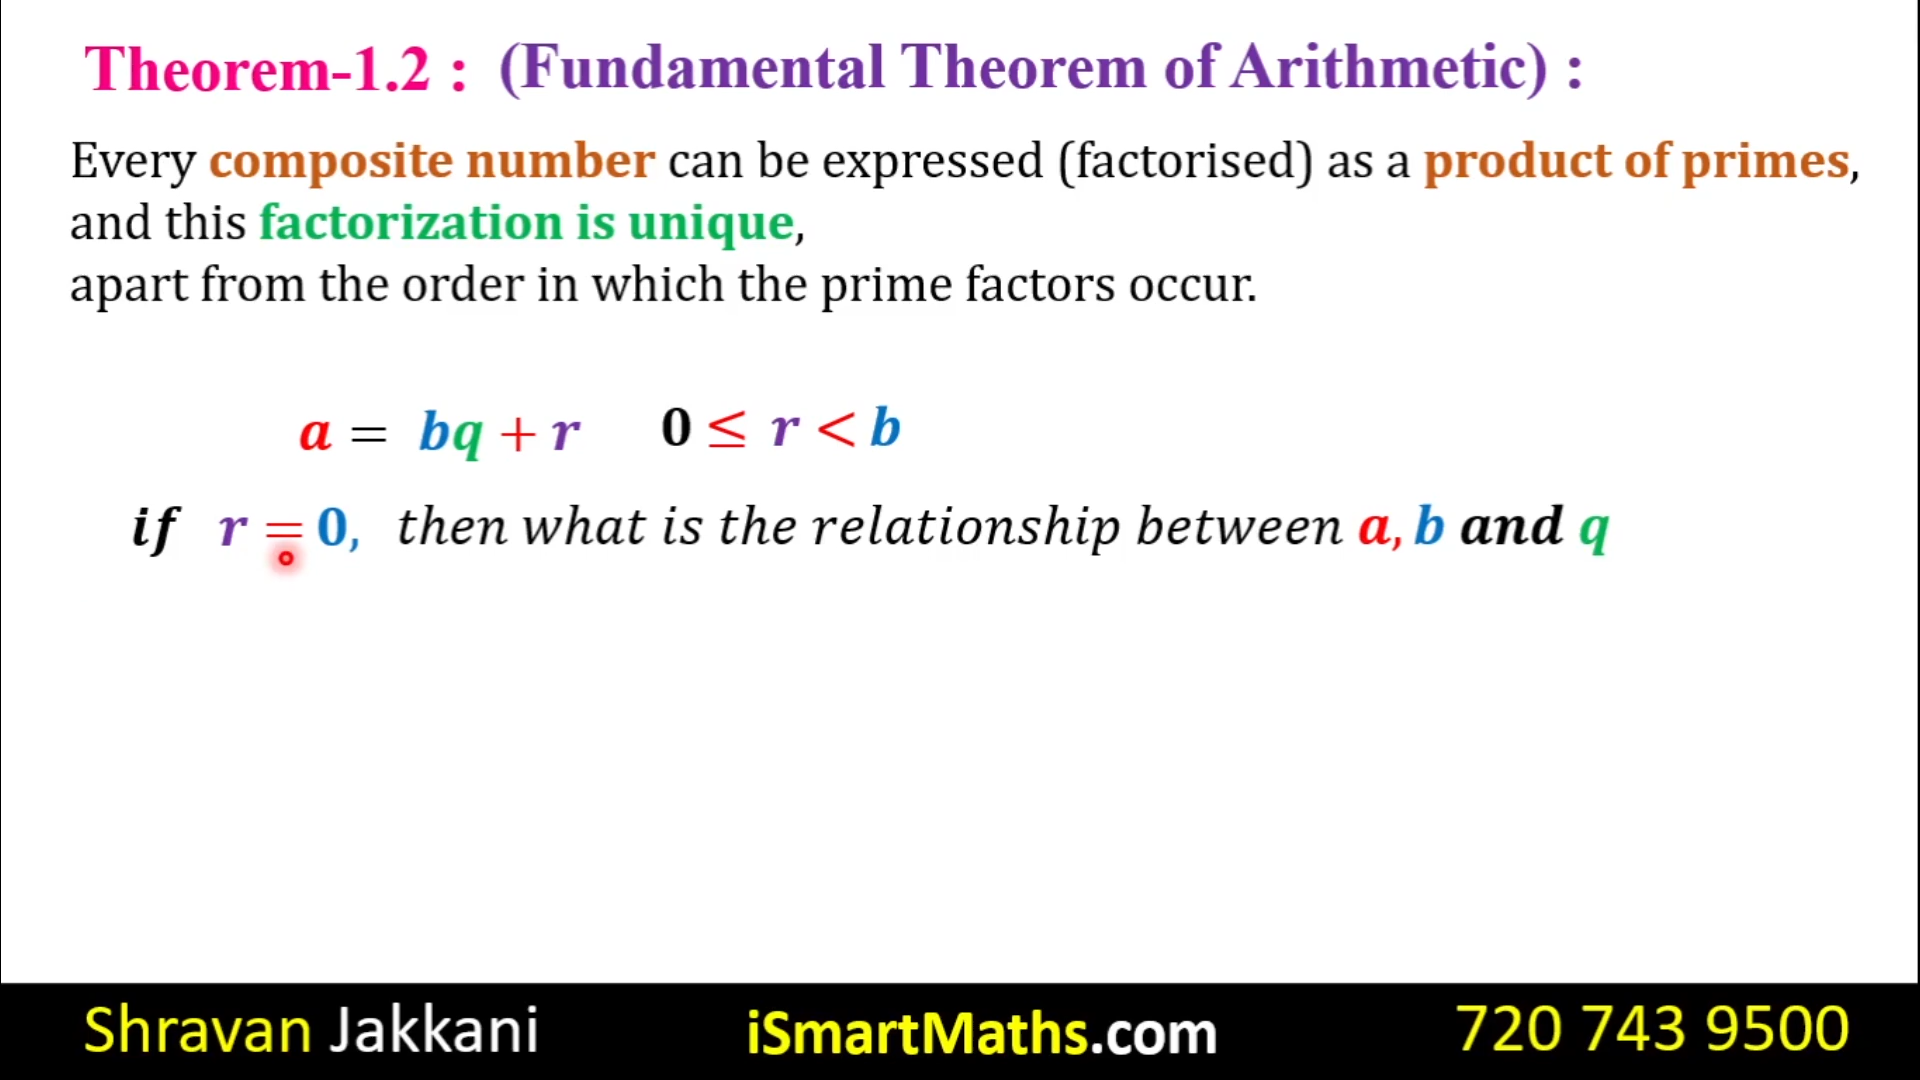 Theorem-1.2 : (Fundamental Theorem of Arithmetic) :
Every composite number can be expressed (factorised) as a product of primes,
and this factorization is unique,
apart from the order in which the prime factors occur.
a = bq + r 0 ≤ r < b
if r = 0, then what is the relationship between a, b and q
Shravan Jakkani iSmartMaths.com 720 743 9500